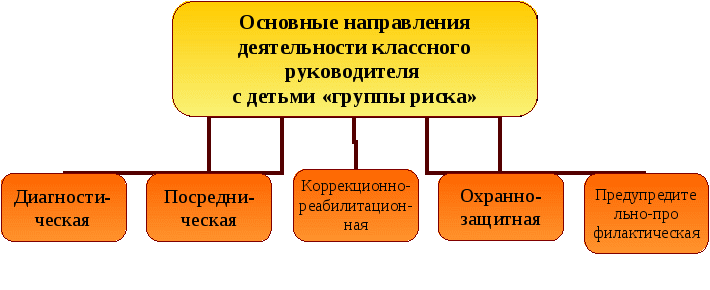 Основные направления
деятельности классного
руководителя
с детьми «группы риска»
Диагности-
ческая
Посредни-
ческая
Коррекционно-
реабилитацион-
ная
Охранно-
защитная
Предупредите
льно-про
филактическая